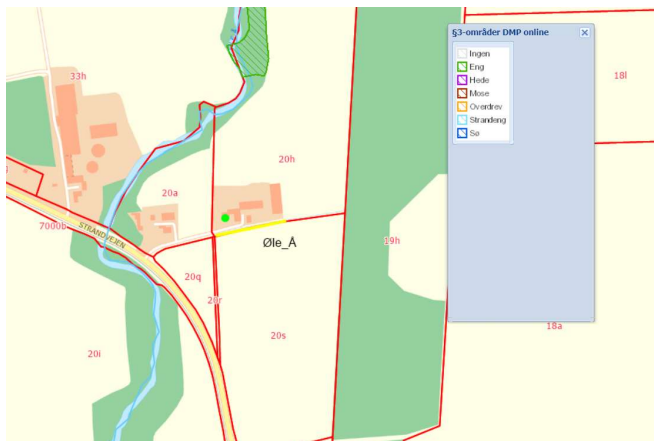 §3-områder DMP online
Ingen
Eng
Hede
Mose
Overdrev
Strandeng
Sø
33h
18l
20h
20a
7000b
STRANDVEJEN
Øle_Å
19h
20q
20r
20s
18a
20i